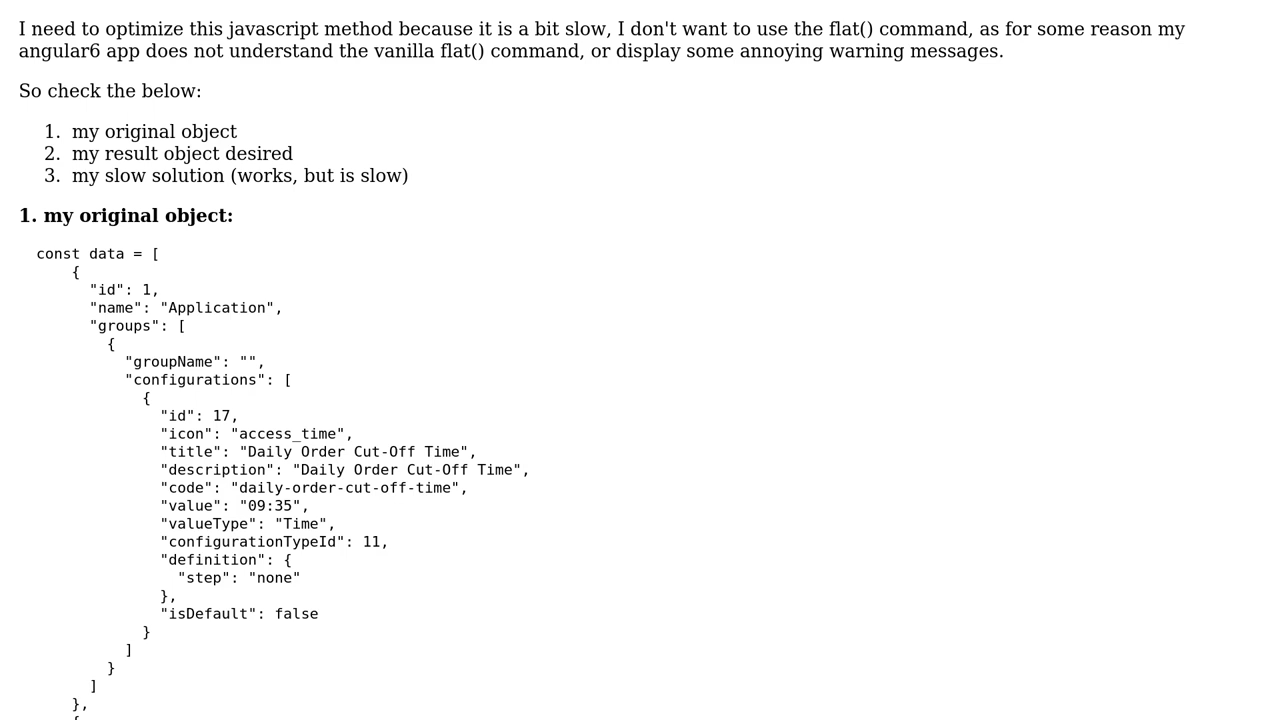 I need to optimize this javascript method because it is a bit slow, I don't want to use the flat() command, as for some reason my
angular6 app does not understand the vanilla flat() command, or display some annoying warning messages.
So check the below:
1. my original object
2. my result object desired
3. my slow solution (works, but is slow)
1. my original object:
const data = [
{
"id": 1,
"name": "Application",
"groups": [
{
"groupName": "",
"configurations": [
{
"id": 17,
"icon": "access_time",
"title": "Daily Order Cut-Off Time",
"description": "Daily Order Cut-Off Time",
"code": "daily-order-cut-off-time",
"value": "09:35",
"valueType": "Time",
"configurationTypeId": 11,
"definition": {
"step": "none"
},
"isDefault": false
}
]
}
]
},
{